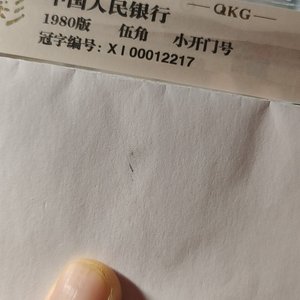 中国人民银行 —QKG—
1980版 伍角 小开门号
冠字编号: XI00012217